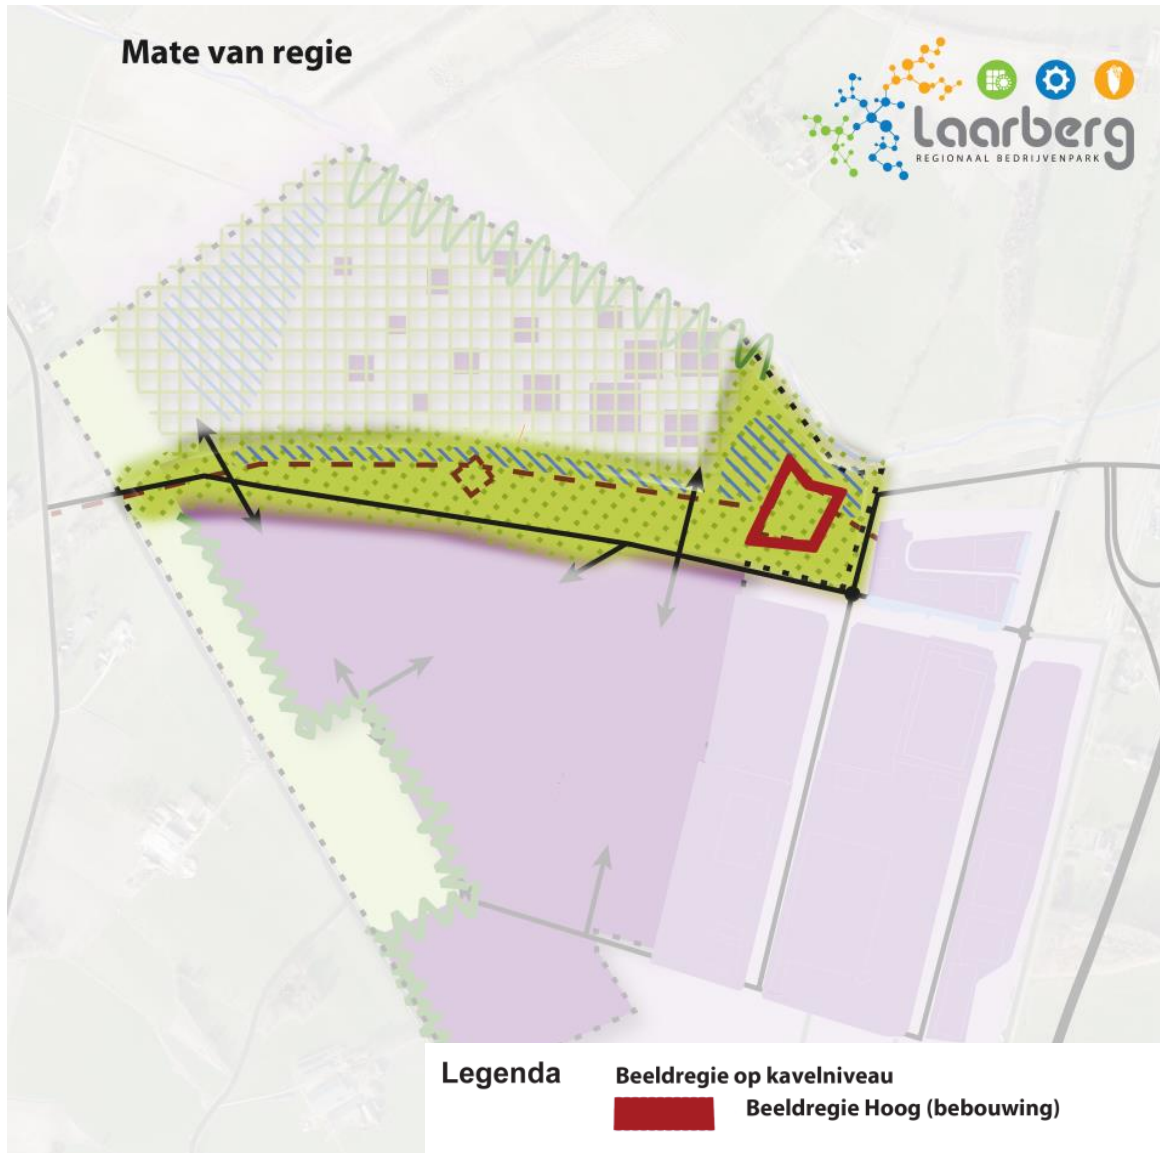 Mate van regie
Laarberg
REGIONAAL BEDRIJVENPARK
Legenda
Beeldregie op kavelniveau
Beeldregie Hoog (bebouwing)